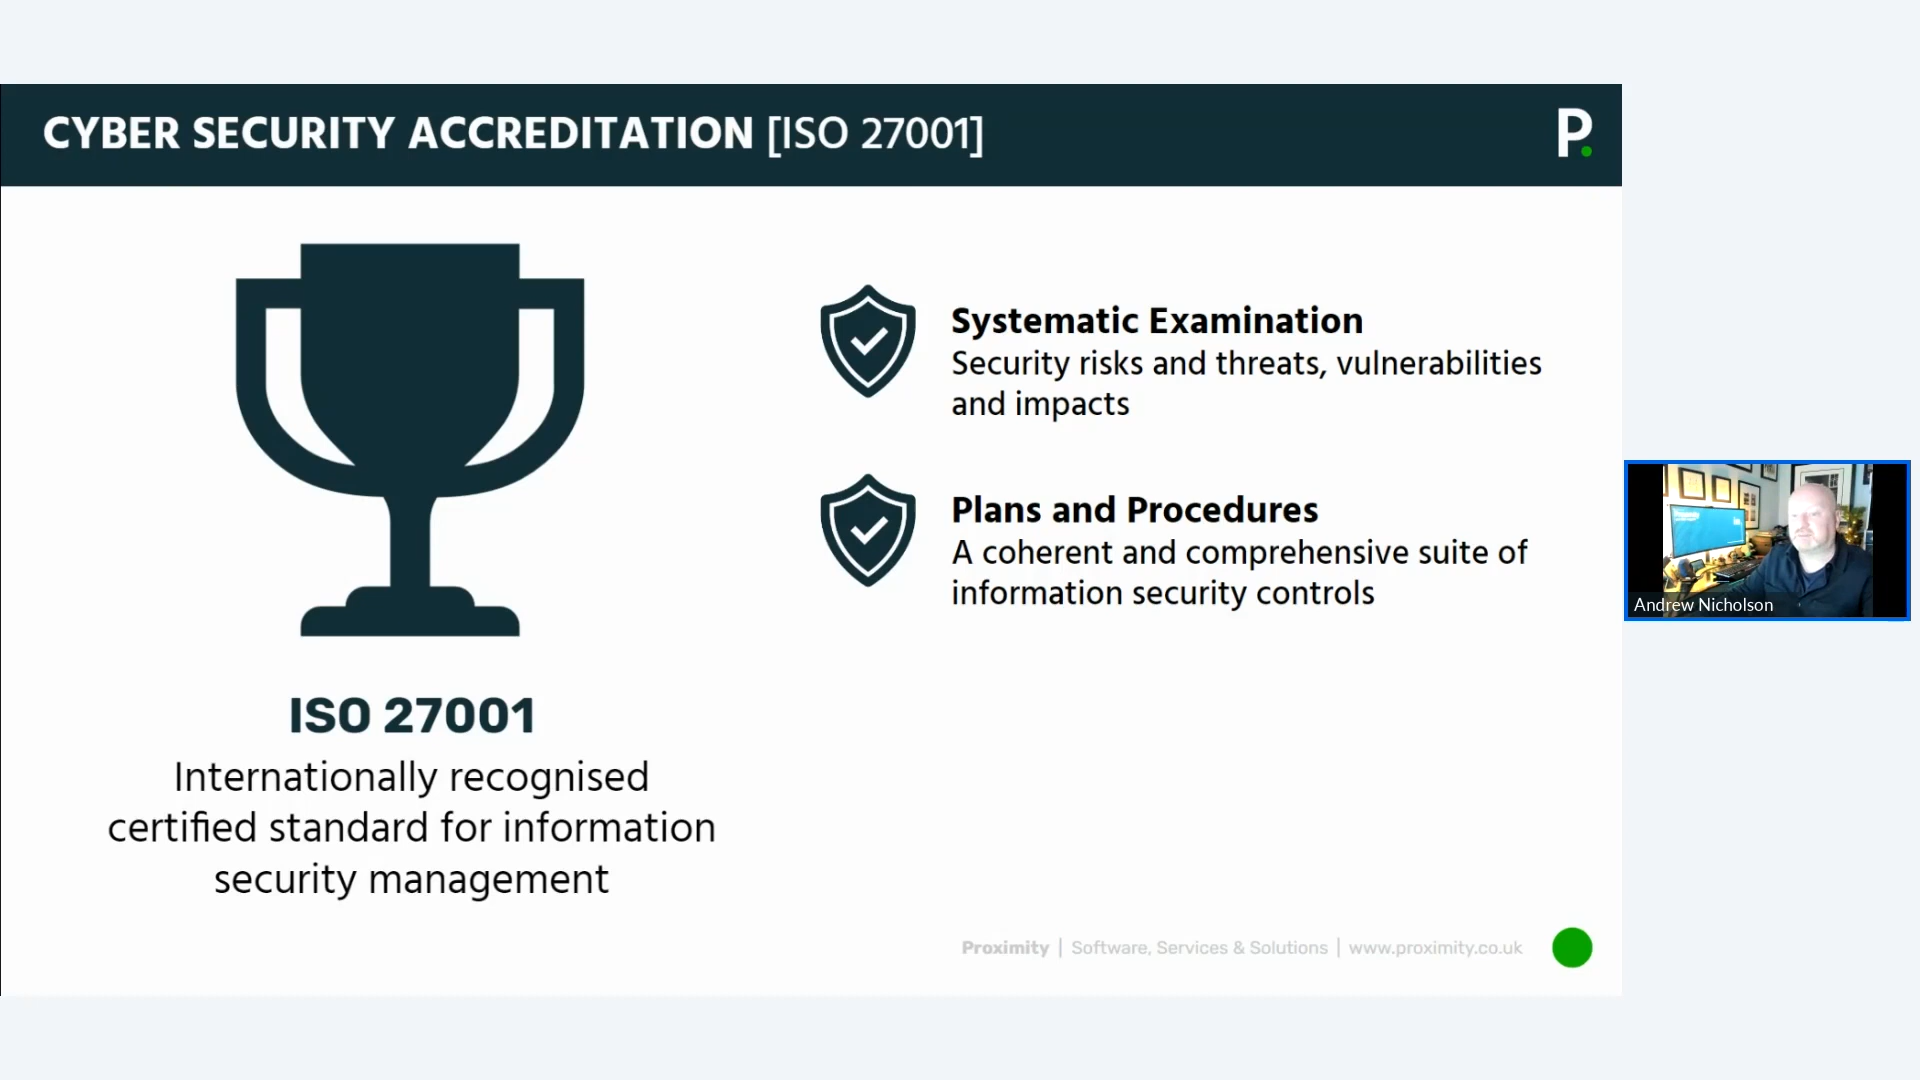 CYBER SECURITY ACCREDITATION [ISO 27001]
P.
Systematic Examination
Security risks and threats, vulnerabilities
and impacts
Plans and Procedures
A coherent and comprehensive suite of
information security controls
Andrew Nicholson
ISO 27001
Internationally recognised
certified standard for information
security management
Proximity | Software, Services & Solutions | www.proximity.co.uk